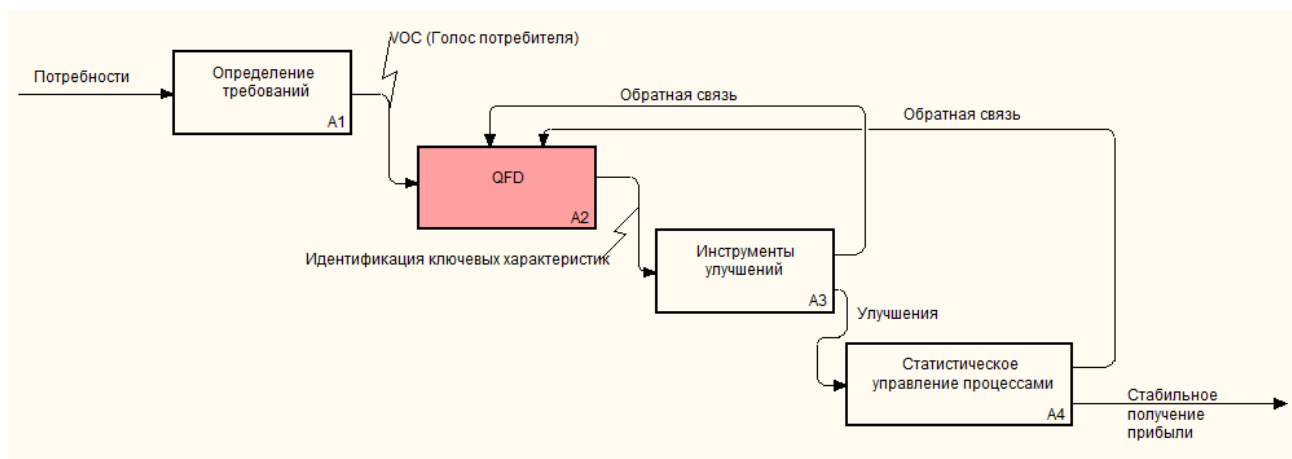 VOC (Голос потребителя)
Потребности
Определение
требований
A1
Обратная связь
Обратная связь
QFD
A2
Идентификация ключевых характеристик
Инструменты
улучшений
A3
Улучшения
Статистическое
управление процессами
A4
Стабильное
получение
прибыли